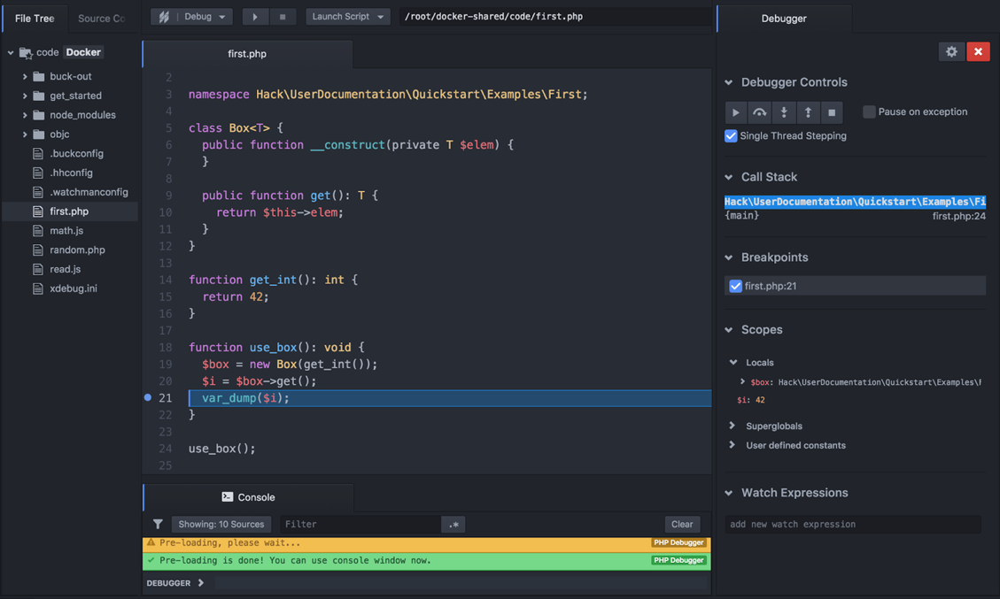 File Tree
Source Co
Debug
Launch Script
/root/docker-shared/code/first.php
Debugger
code Docker
buck-out
get_started
node_modules
objc
.buckconfig
.hhconfig
.watchmanconfig
first.php
math.js
random.php
read.js
xdebug.ini
first.php
2
3 namespace Hack\UserDocumentation\Quickstart\Examples\First;
4
5 class Box<T> {
6 public function __construct(private T $elem) {
7 }
8
9 public function get(): T {
10 return $this->elem;
11 }
12 }
13
14 function get_int(): int {
15 return 42;
16 }
17
18 function use_box(): void {
19 $box = new Box(get_int());
20 $i = $box->get();
21 var_dump($i);
22 }
23
24 use_box();
25
Console
Showing: 10 Sources
Filter
.*
Clear
Pre-loading, please wait... PHP Debugger
Pre-loading is done! You can use console window now. PHP Debugger
DEBUGGER
Debugger Controls
Pause on exception
Single Thread Stepping
Call Stack
Hack\UserDocumentation\Quickstart\Examples\Fi
{main} first.php:24
Breakpoints
first.php:21
Scopes
Locals
$box: Hack\UserDocumentation\Quickstart\Examples\F
$i: 42
Superglobals
User defined constants
Watch Expressions
add new watch expression